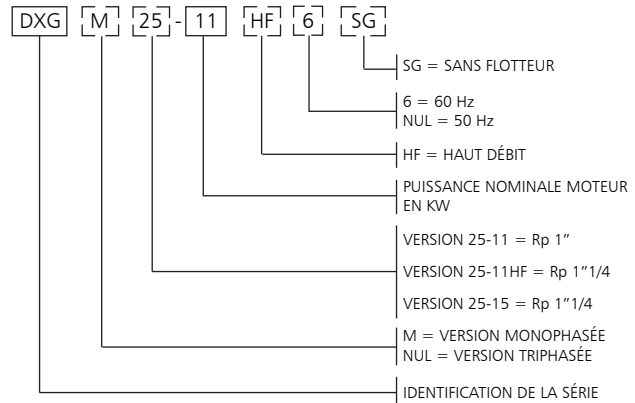 DXG M 25 - 11 HF 6 SG
SG = SANS FLOTTEUR
6 = 60 Hz
NUL = 50 Hz
HF = HAUT DÉBIT
PUISSANCE NOMINALE MOTEUR
EN KW
VERSION 25-11 = Rp 1”
VERSION 25-11HF = Rp 1”1/4
VERSION 25-15 = Rp 1”1/4
M = VERSION MONOPHASÉE
NUL = VERSION TRIPHASÉE
IDENTIFICATION DE LA SÉRIE